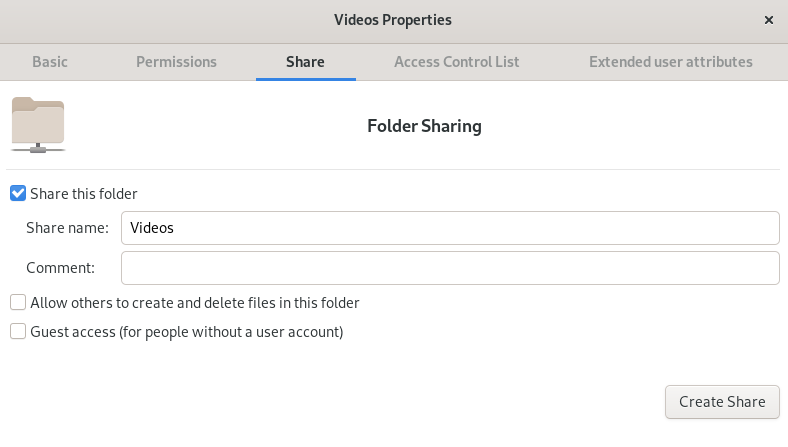 Videos Properties
Basic Permissions Share Access Control List Extended user attributes
Folder Sharing
Share this folder
Share name: Videos
Comment:
Allow others to create and delete files in this folder
Guest access (for people without a user account)
Create Share